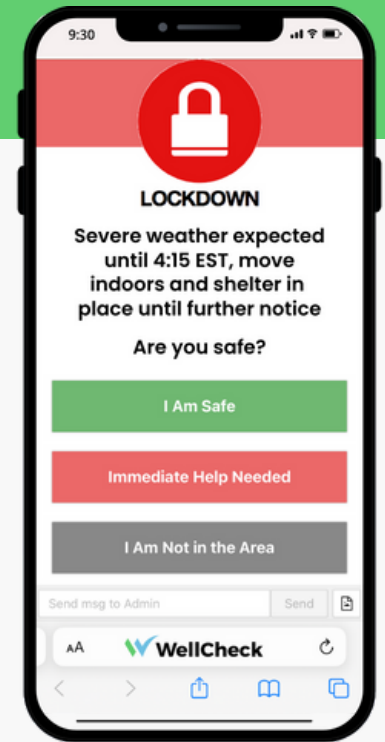 9:30
LOCKDOWN
Severe weather expected
until 4:15 EST, move
indoors and shelter in
place until further notice
Are you safe?
I Am Safe
Immediate Help Needed
I Am Not in the Area
Send msg to Admin Send
AA WellCheck